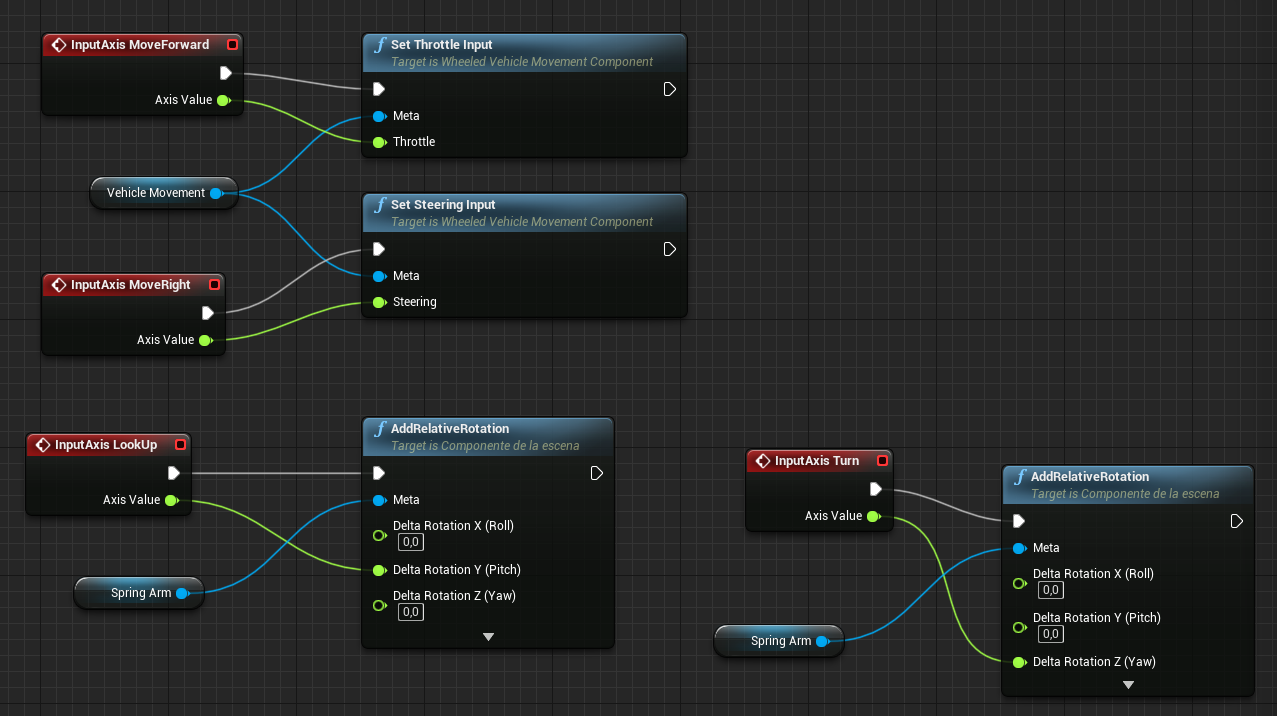 InputAxis MoveForward
Axis Value
Set Throttle Input
Target is Wheeled Vehicle Movement Component
Meta
Throttle
Vehicle Movement
Set Steering Input
Target is Wheeled Vehicle Movement Component
Meta
Steering
InputAxis MoveRight
Axis Value
InputAxis LookUp
Axis Value
Spring Arm
AddRelativeRotation
Target is Componente de la escena
Meta
Delta Rotation X (Roll)
0,0
Delta Rotation Y (Pitch)
Delta Rotation Z (Yaw)
0,0
InputAxis Turn
Axis Value
Spring Arm
AddRelativeRotation
Target is Componente de la escena
Meta
Delta Rotation X (Roll)
0,0
Delta Rotation Y (Pitch)
0,0
Delta Rotation Z (Yaw)